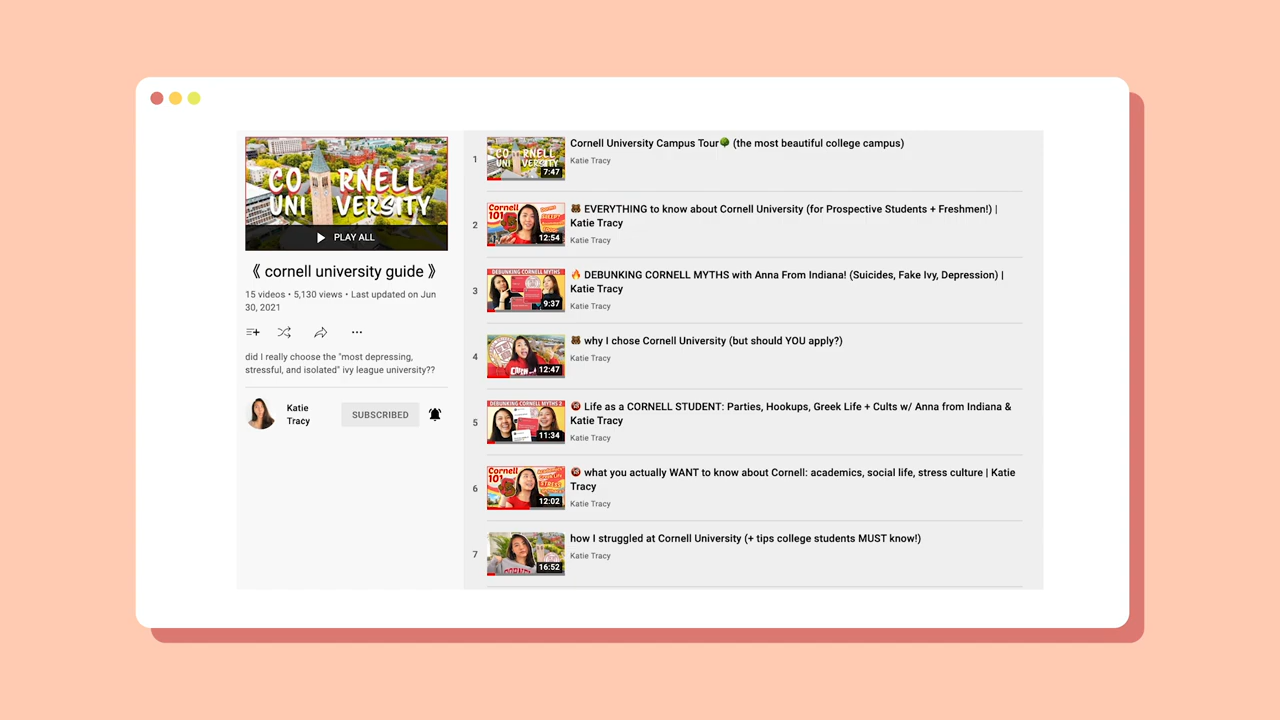 CORNELL
UNIVERSITY
PLAY ALL
《 cornell university guide 》
15 videos • 5,130 views • Last updated on Jun
30, 2021
did I really choose the "most depressing,
stressful, and isolated" ivy league university??
Katie
Tracy
SUBSCRIBED
1
CORNELL
UNIVERSITY
7:47
Cornell University Campus Tour🌳 (the most beautiful college campus)
Katie Tracy
2
Cornell
101
12:54
🐻 EVERYTHING to know about Cornell University (for Prospective Students + Freshmen!) |
Katie Tracy
Katie Tracy
3
DEBUNKING CORNELL MYTHS
9:37
🔥 DEBUNKING CORNELL MYTHS with Anna From Indiana! (Suicides, Fake Ivy, Depression) |
Katie Tracy
Katie Tracy
4
12:47
🐻 why I chose Cornell University (but should YOU apply?)
Katie Tracy
5
DEBUNKING CORNELL MYTHS 2
11:34
🔞 Life as a CORNELL STUDENT: Parties, Hookups, Greek Life + Cults w/ Anna from Indiana &
Katie Tracy
Katie Tracy
6
Cornell
101
12:02
🔞 what you actually WANT to know about Cornell: academics, social life, stress culture | Katie
Tracy
Katie Tracy
7
16:52
how I struggled at Cornell University (+ tips college students MUST know!)
Katie Tracy